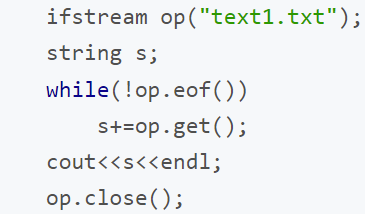 ifstream op("text1.txt");
string s;
while(!op.eof())
    s+=op.get();
cout<<s<<endl;
op.close();